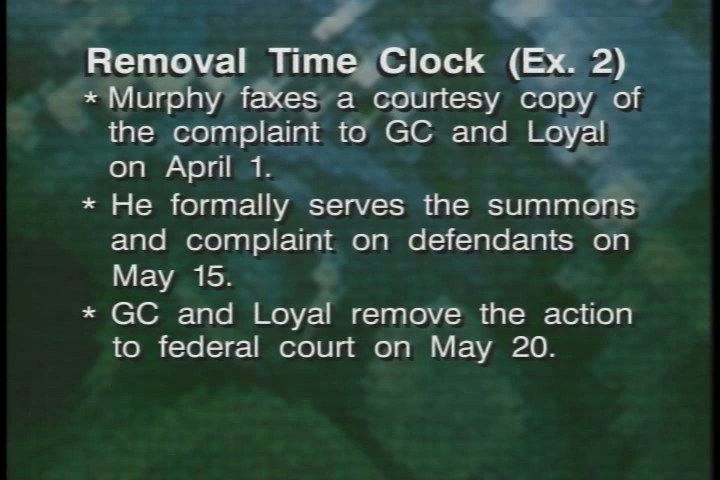 Removal Time Clock (Ex. 2)
* Murphy faxes a courtesy copy of
the complaint to GC and Loyal
on April 1.
* He formally serves the summons
and complaint on defendants on
May 15.
* GC and Loyal remove the action
to federal court on May 20.